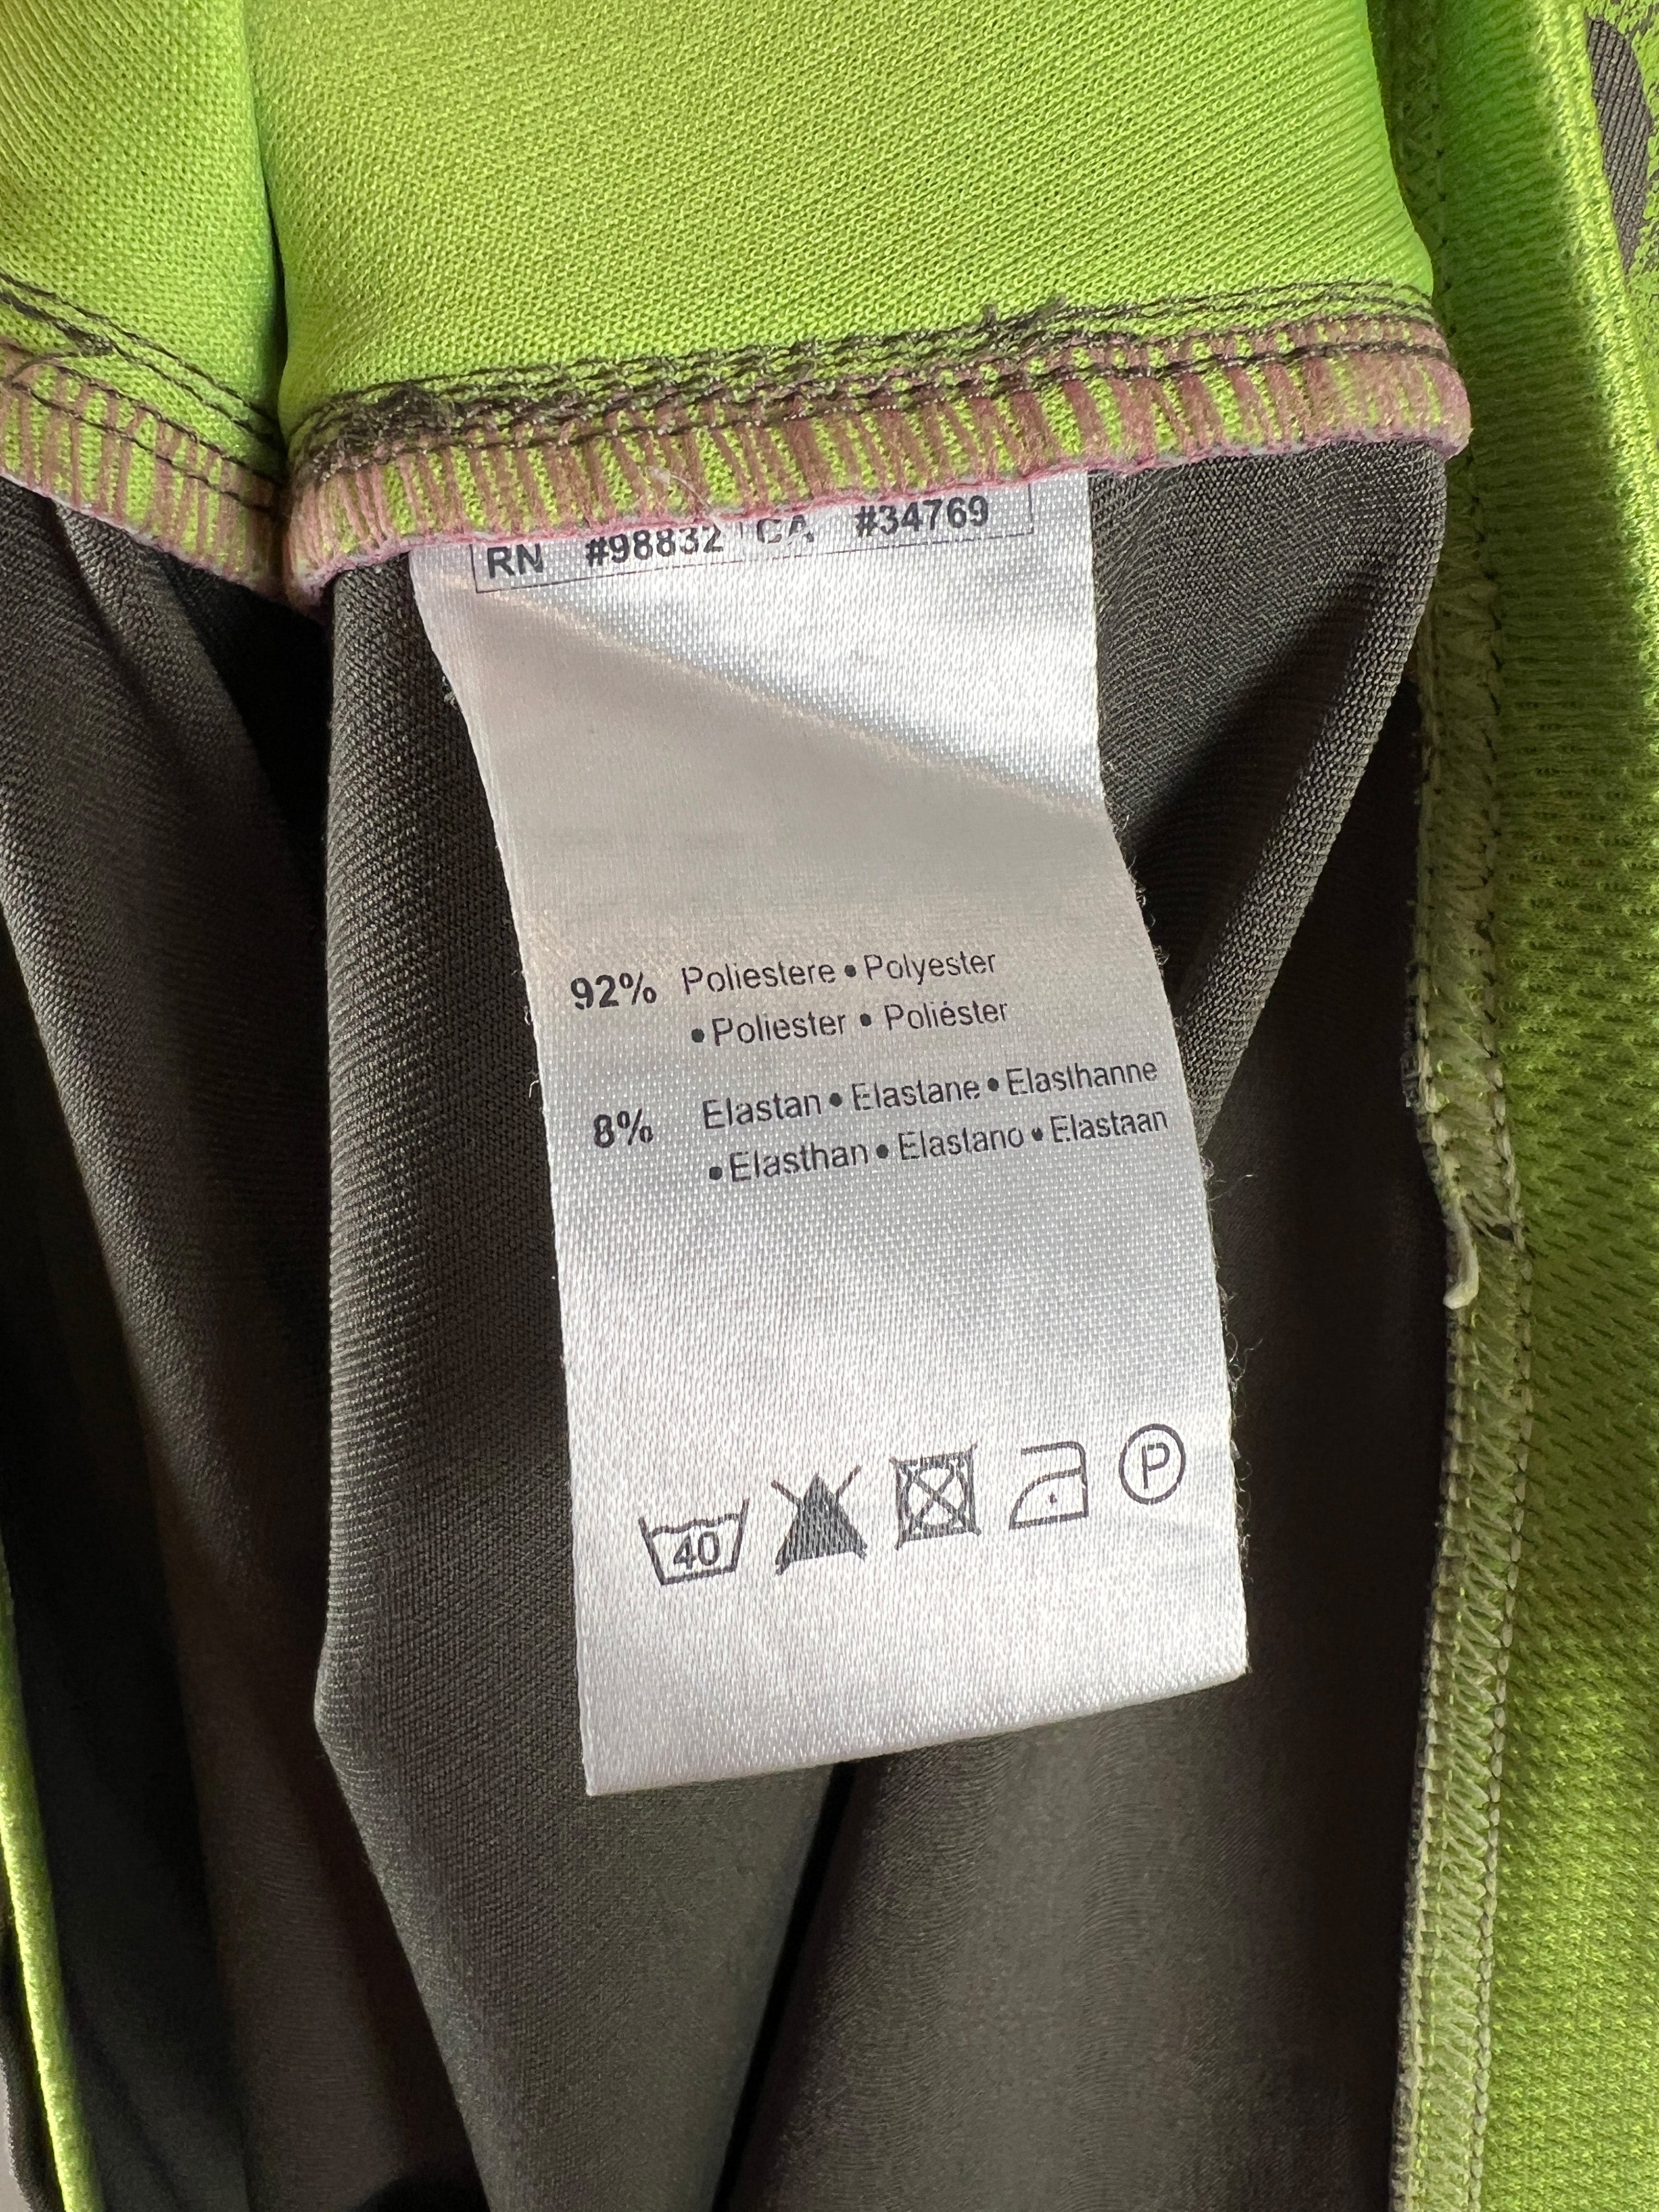 RN #98832 CA #34769
92% Poliestere • Polyester
• Poliester • Poliéster
8% Elastan • Elastane • Elasthanne
• Elasthan • Elastano • Elastaan
40 P